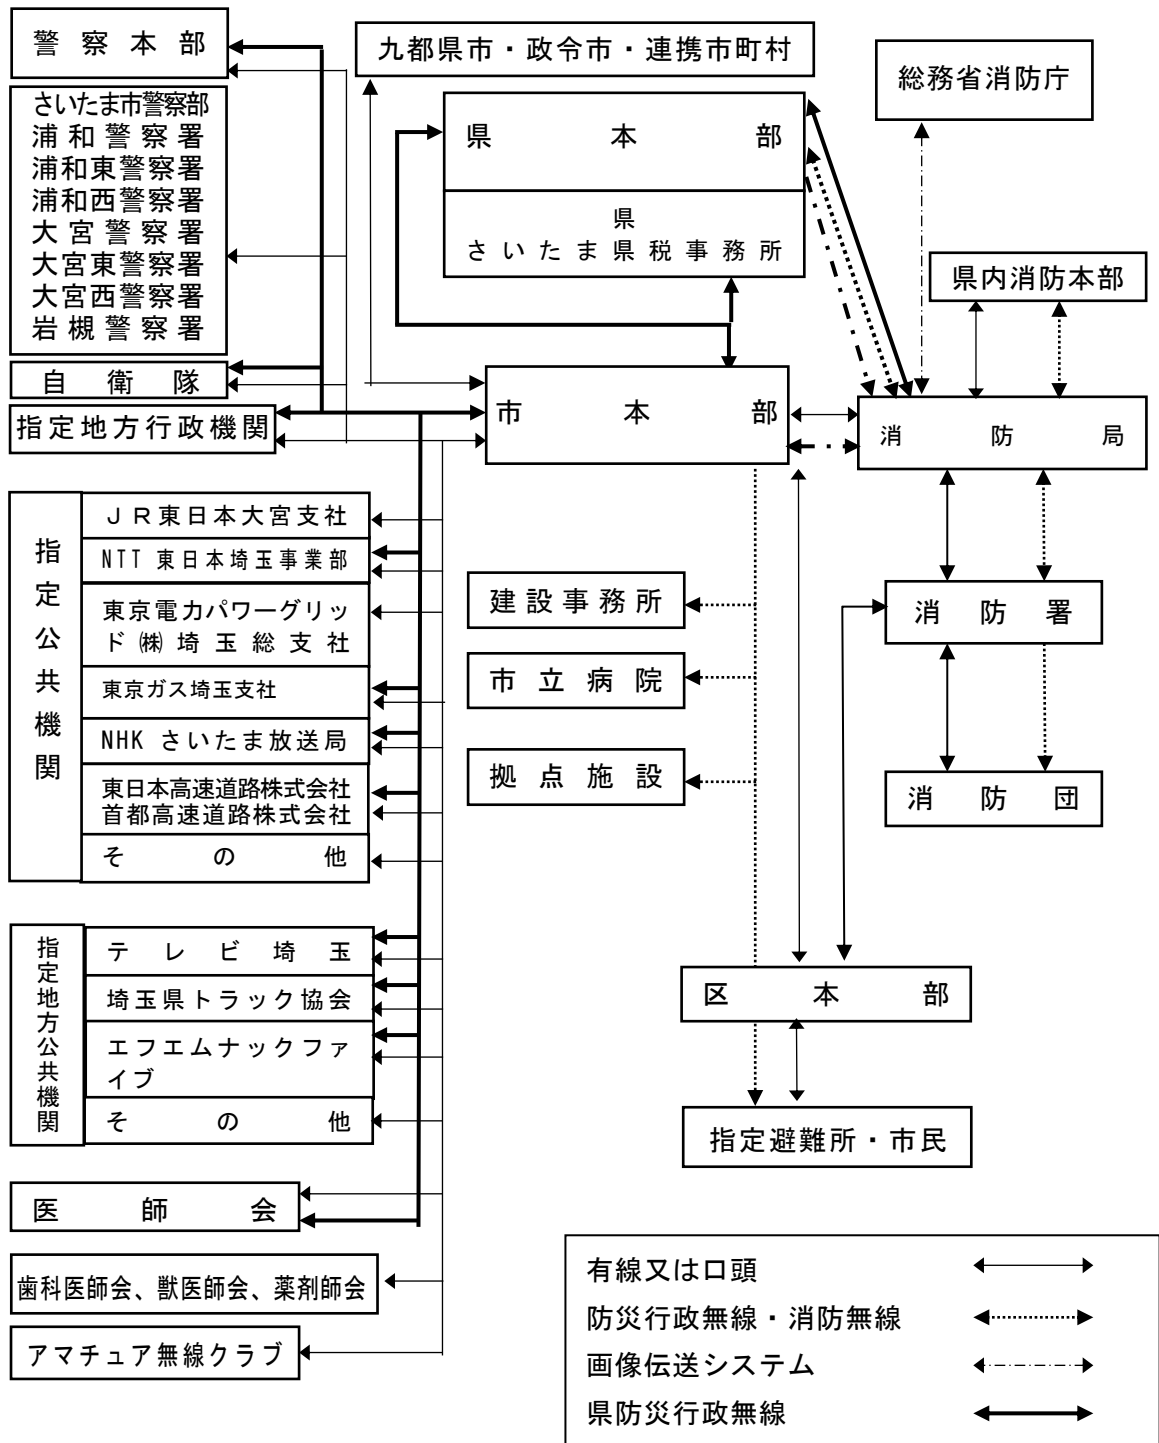 警察本部
九都県市・政令市・連携市町村
総務省消防庁
さいたま市警察部
浦和警察署
浦和東警察署
浦和西警察署
大宮警察署
大宮東警察署
大宮西警察署
岩槻警察署
県本部
県
さいたま県税事務所
県内消防本部
自衛隊
指定地方行政機関
市本部
消防局
指定公共機関
ＪＲ東日本大宮支社
NTT 東日本埼玉事業部
東京電力パワーグリッ
ド㈱埼玉総支社
東京ガス埼玉支社
NHK さいたま放送局
東日本高速道路株式会社
首都高速道路株式会社
その他
建設事務所
市立病院
拠点施設
消防署
消防団
指定地方公共機関
テレビ埼玉
埼玉県トラック協会
エフエムナックファ
イブ
その他
区本部
指定避難所・市民
医師会
歯科医師会、獣医師会、薬剤師会
アマチュア無線クラブ
有線又は口頭
防災行政無線・消防無線
画像伝送システム
県防災行政無線